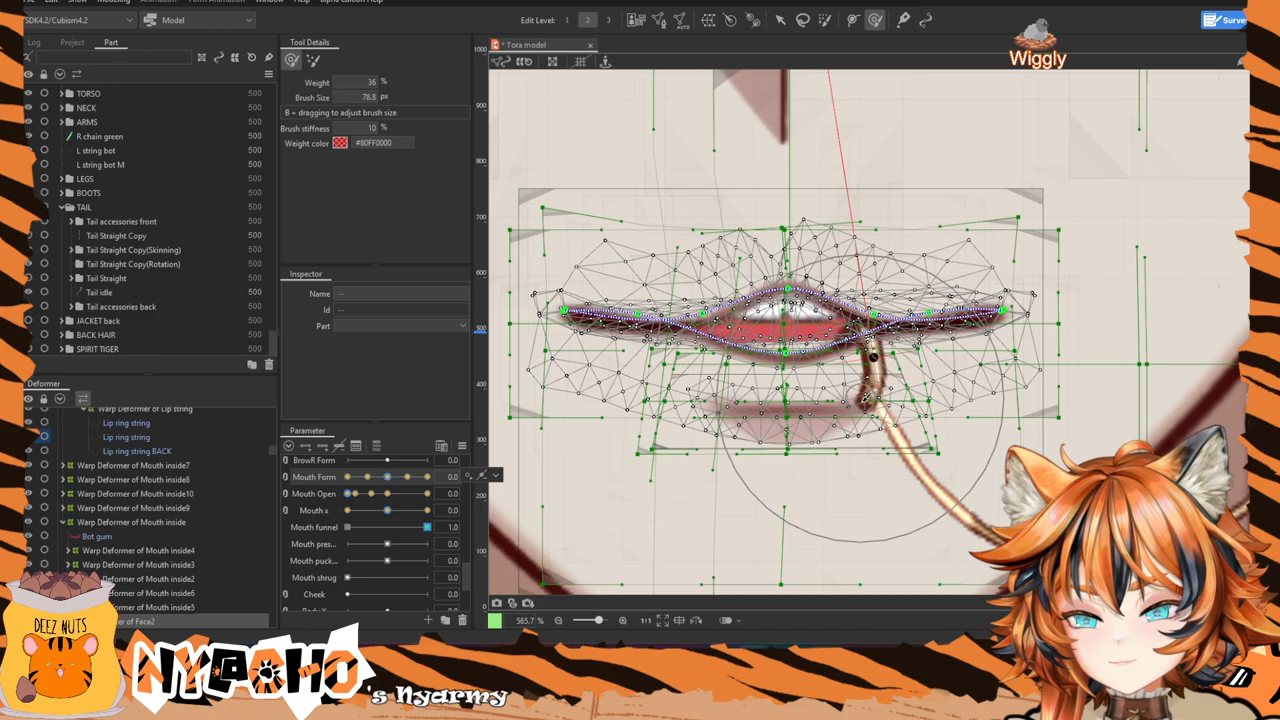 SDK4.2/Cubism4.2
Model
Edit Level: 1 2 3
AUTO
Surve
Log Project Part
TORSO 500
NECK 500
ARMS 500
R chain green 500
L string bot 500
L string bot M 500
LEGS 500
BOOTS 500
TAIL 500
Tail accessories front 500
Tail Straight Copy 500
Tail Straight Copy(Skinning) 500
Tail Straight Copy(Rotation) 500
Tail Straight 500
Tail idle 500
Tail accessories back 500
JACKET back 500
BACK HAIR 500
SPIRIT TIGER 500
Deformer
Warp Deformer of Lip string
Lip ring string
Lip ring string
Lip ring string BACK
Warp Deformer of Mouth inside7
Warp Deformer of Mouth inside8
Warp Deformer of Mouth inside10
Warp Deformer of Mouth inside9
Warp Deformer of Mouth inside
Bot gum
Warp Deformer of Mouth inside4
Warp Deformer of Mouth inside3
of Mouth inside2
of Mouth inside6
of Mouth inside5
er of Face2
Tool Details
Weight 36 %
Brush Size 78.8 px
B + dragging to adjust brush size
Brush stiffness 10 %
Weight color #80FF0000
Inspector
Name --
Id --
Part
Parameter
BrowR Form 0.0
Mouth Form 0.0
Mouth Open 0.0
Mouth x 0.0
Mouth funnel 1.0
Mouth pres... 0.0
Mouth puck... 0.0
Mouth shrug 0.0
Cheek 0.0
* Tora model
1000
900
800
700
600
500
400
300
200
100
0
565.7 %
1:1
Wiggly
DEEZ NUTS
NYACHO
's Nyarmy